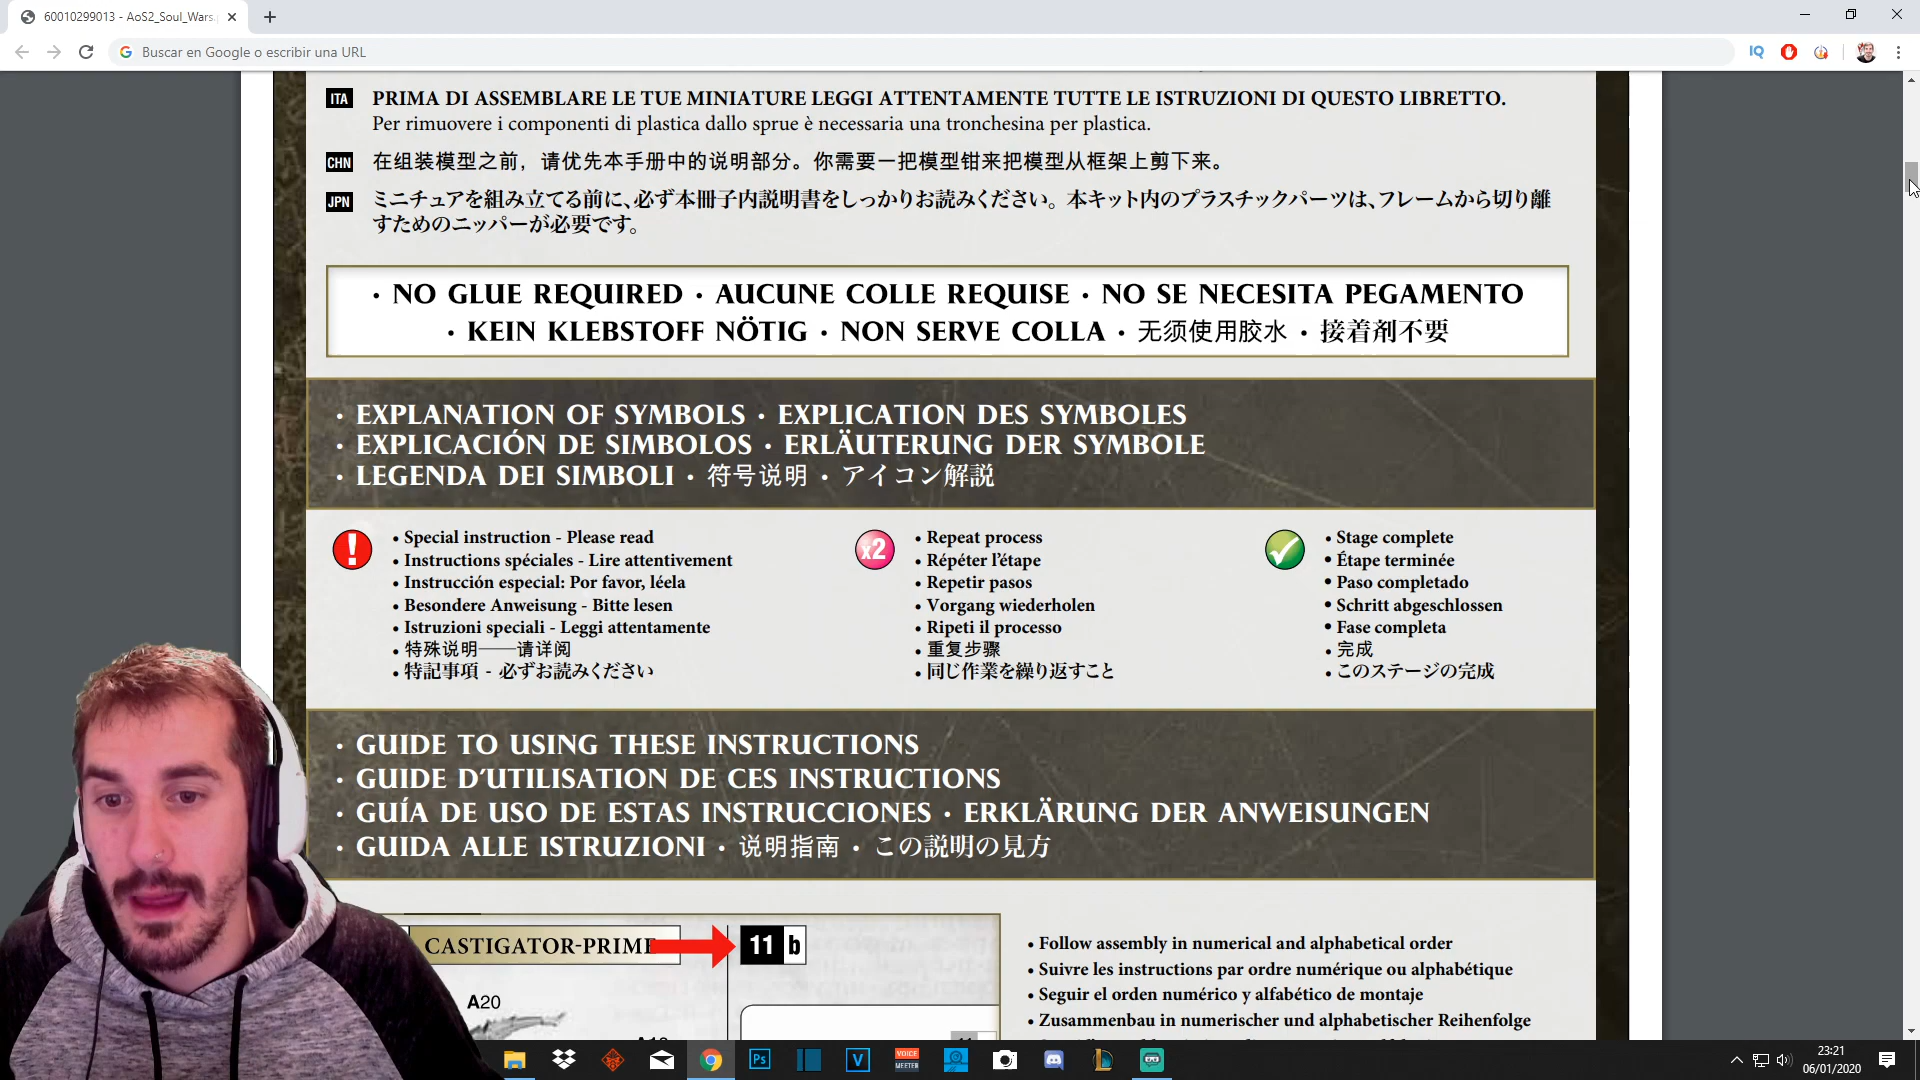 60010299013 - AoS2_Soul_Wars.
Buscar en Google o escribir una URL
IQ
ITA PRIMA DI ASSEMBLARE LE TUE MINIATURE LEGGI ATTENTAMENTE TUTTE LE ISTRUZIONI DI QUESTO LIBRETTO.
Per rimuovere i componenti di plastica dallo sprue è necessaria una tronchesina per plastica.
CHN 在组装模型之前，请优先本手册中的说明部分。你需要一把模型钳来把模型从框架上剪下来。
JPN ミニチュアを組み立てる前に、必ず本冊子内説明書をしっかりお読みください。本キット内のプラスチックパーツは、フレームから切り離
すためのニッパーが必要です。
• NO GLUE REQUIRED • AUCUNE COLLE REQUISE • NO SE NECESITA PEGAMENTO
• KEIN KLEBSTOFF NÖTIG • NON SERVE COLLA • 无须使用胶水 • 接着剤不要
• EXPLANATION OF SYMBOLS • EXPLICATION DES SYMBOLES
• EXPLICACIÓN DE SIMBOLOS • ERLÄUTERUNG DER SYMBOLE
• LEGENDA DEI SIMBOLI • 符号说明 • アイコン解説
!
• Special instruction - Please read
• Instructions spéciales - Lire attentivement
• Instrucción especial: Por favor, léela
• Besondere Anweisung - Bitte lesen
• Istruzioni speciali - Leggi attentamente
• 特殊说明——请详阅
• 特記事項 - 必ずお読みください
x2
• Repeat process
• Répéter l'étape
• Repetir pasos
• Vorgang wiederholen
• Ripeti il processo
• 重复步骤
• 同じ作業を繰り返すこと
• Stage complete
• Étape terminée
• Paso completado
• Schritt abgeschlossen
• Fase completa
• 完成
• このステージの完成
• GUIDE TO USING THESE INSTRUCTIONS
• GUIDE D'UTILISATION DE CES INSTRUCTIONS
• GUÍA DE USO DE ESTAS INSTRUCCIONES • ERKLÄRUNG DER ANWEISUNGEN
• GUIDA ALLE ISTRUZIONI • 说明指南 • この説明の見方
CASTIGATOR-PRIME
11 b
A20
• Follow assembly in numerical and alphabetical order
• Suivre les instructions par ordre numérique ou alphabétique
• Seguir el orden numérico y alfabético de montaje
• Zusammenbau in numerischer und alphabetischer Reihenfolge
Ps
V
VOICE
MEETER
23:21
06/01/2020